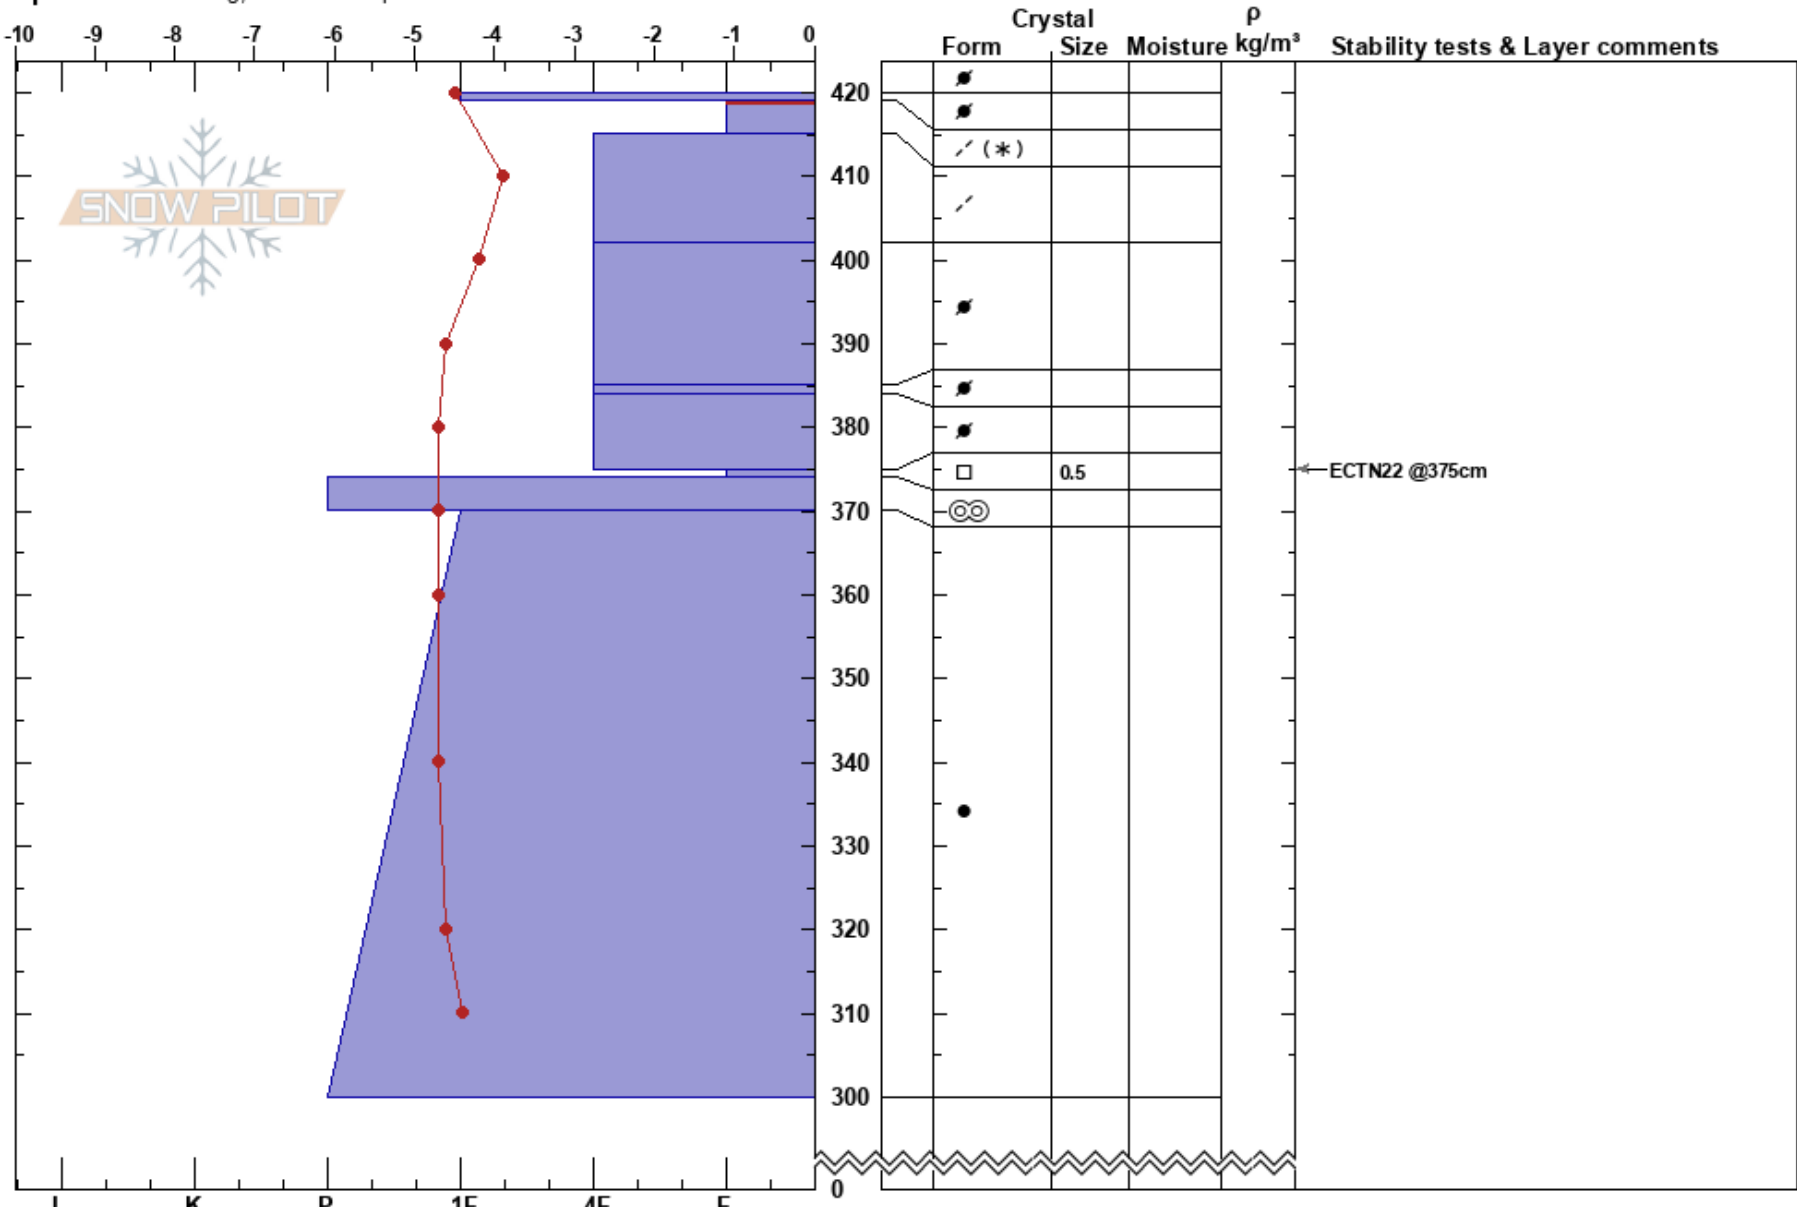 Crystal ρ
Form Size Moisture kg/m³ Stability tests & Layer comments
-10 -9 -8 -7 -6 -5 -4 -3 -2 -1 0
SNOW PILOT
420
410
(*)
400
390
380
0.5 ECTN22 @375cm
370
360
350
340
330
320
310
300
0
K P 1F 4F F